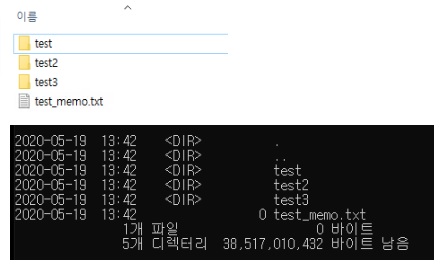 이름
test
test2
test3
test_memo.txt
2020-05-19 13:42 <DIR> .
2020-05-19 13:42 <DIR> ..
2020-05-19 13:42 <DIR> test
2020-05-19 13:42 <DIR> test2
2020-05-19 13:42 <DIR> test3
2020-05-19 13:42 0 test_memo.txt
1개 파일 0 바이트
5개 디렉터리 38,517,010,432 바이트 남음